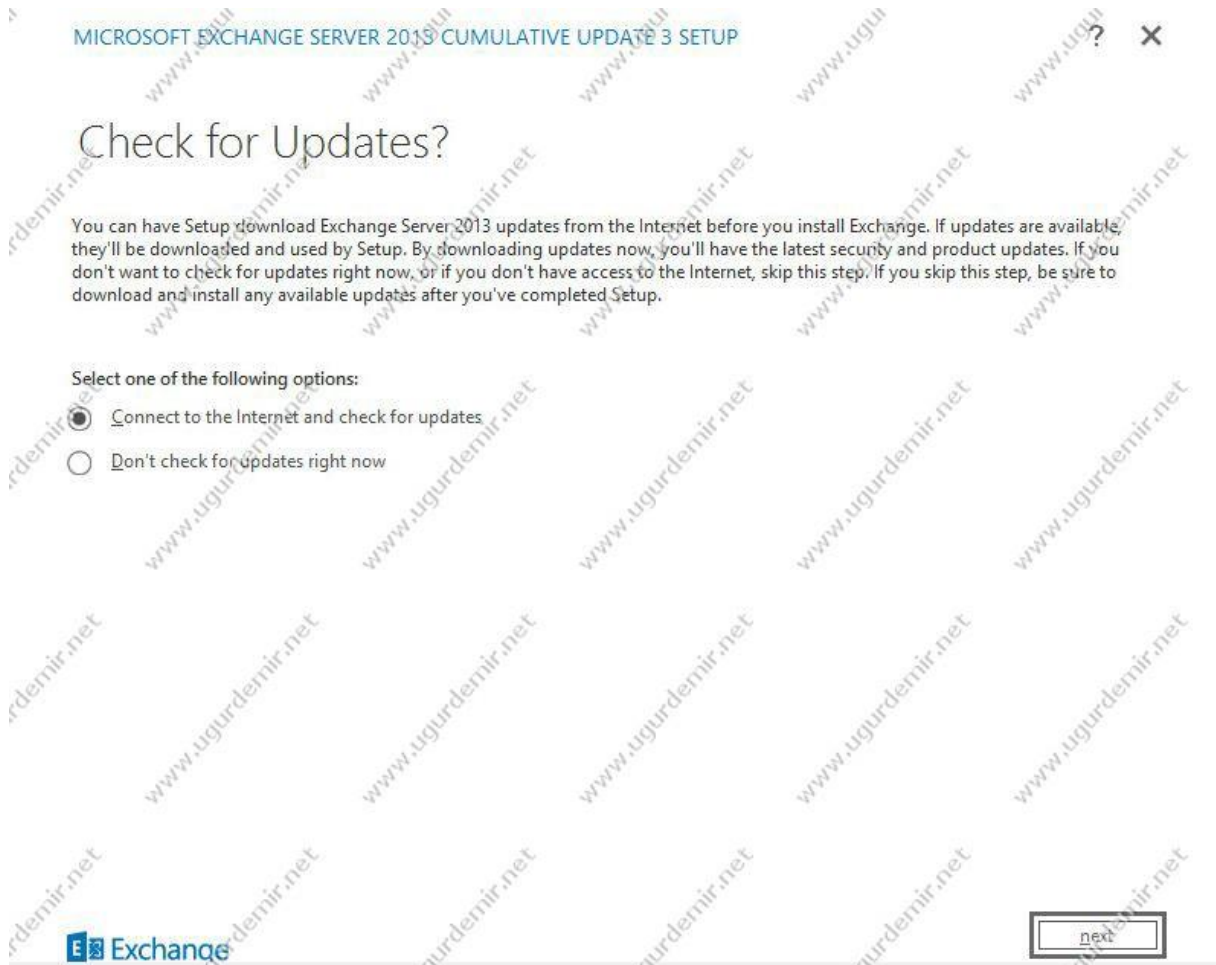 MICROSOFT EXCHANGE SERVER 2013 CUMULATIVE UPDATE 3 SETUP
?
Check for Updates?
You can have Setup download Exchange Server 2013 updates from the Internet before you install Exchange. If updates are available,
they'll be downloaded and used by Setup. By downloading updates now, you'll have the latest security and product updates. If you
don't want to check for updates right now, or if you don't have access to the Internet, skip this step. If you skip this step, be sure to
download and install any available updates after you've completed Setup.
Select one of the following options:
Connect to the Internet and check for updates
Don't check for updates right now
Exchange
next
www.ugurdemir.net